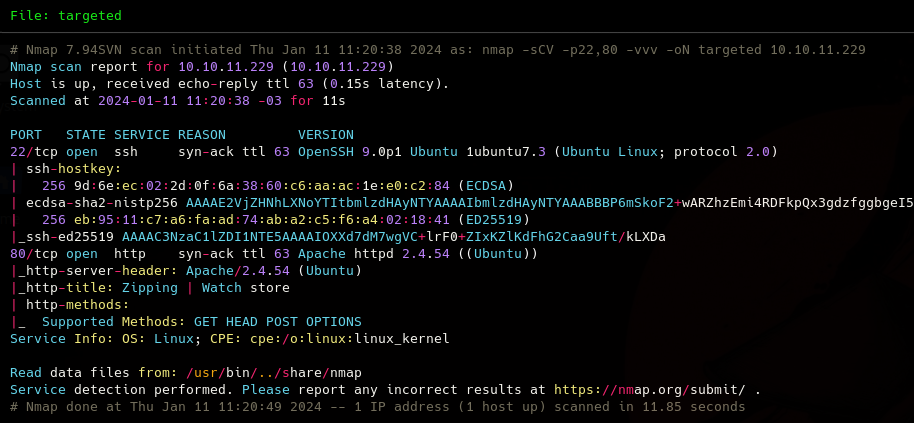 File: targeted
# Nmap 7.94SVN scan initiated Thu Jan 11 11:20:38 2024 as: nmap -sCV -p22,80 -vvv -oN targeted 10.10.11.229
Nmap scan report for 10.10.11.229 (10.10.11.229)
Host is up, received echo-reply ttl 63 (0.15s latency).
Scanned at 2024-01-11 11:20:38 -03 for 11s
PORT   STATE SERVICE REASON         VERSION
22/tcp open  ssh     syn-ack ttl 63 OpenSSH 9.0p1 Ubuntu 1ubuntu7.3 (Ubuntu Linux; protocol 2.0)
| ssh-hostkey:
|   256 9d:6e:ec:02:2d:0f:6a:38:60:c6:aa:ac:1e:e0:c2:84 (ECDSA)
| ecdsa-sha2-nistp256 AAAAE2VjZHNhLXNoYTItbmlzdHAyNTYAAAAIbmlzdHAyNTYAAABBBP6mSkoF2+wARZhzEmi4RDFkpQx3gdzfggbgeI5
|   256 eb:95:11:c7:a6:fa:ad:74:ab:a2:c5:f6:a4:02:18:41 (ED25519)
|_ssh-ed25519 AAAAC3NzaC1lZDI1NTE5AAAAIOXXd7dM7wgVC+lrF0+ZIxKZlKdFhG2Caa9Uft/kLXDa
80/tcp open  http    syn-ack ttl 63 Apache httpd 2.4.54 ((Ubuntu))
|_http-server-header: Apache/2.4.54 (Ubuntu)
|_http-title: Zipping | Watch store
| http-methods:
|_  Supported Methods: GET HEAD POST OPTIONS
Service Info: OS: Linux; CPE: cpe:/o:linux:linux_kernel
Read data files from: /usr/bin/../share/nmap
Service detection performed. Please report any incorrect results at https://nmap.org/submit/ .
# Nmap done at Thu Jan 11 11:20:49 2024 -- 1 IP address (1 host up) scanned in 11.85 seconds